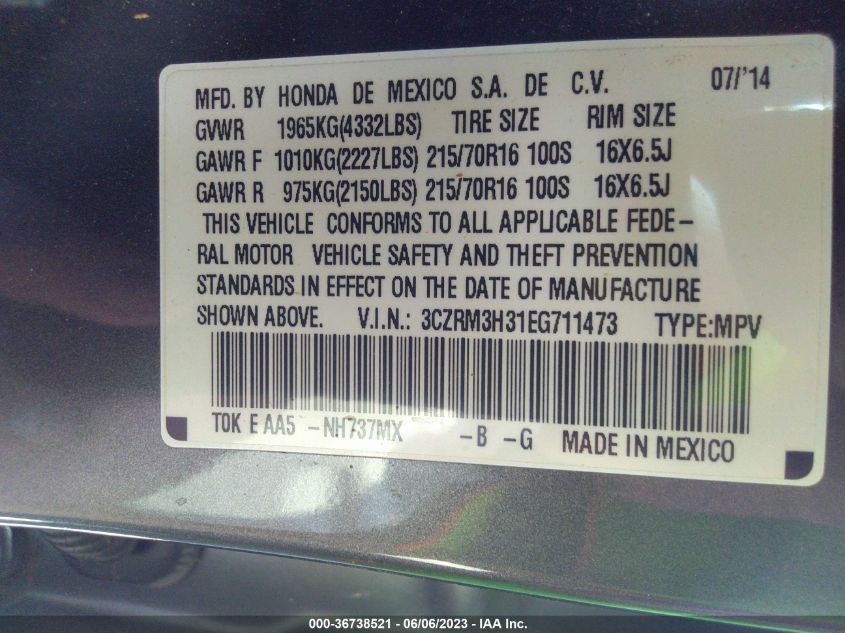 MFD. BY HONDA DE MEXICO S.A. DE C.V. 07/'14
GVWR 1965KG(4332LBS) TIRE SIZE RIM SIZE
GAWR F 1010KG(2227LBS) 215/70R16 100S 16X6.5J
GAWR R 975KG(2150LBS) 215/70R16 100S 16X6.5J
THIS VEHICLE CONFORMS TO ALL APPLICABLE FEDE-
RAL MOTOR VEHICLE SAFETY AND THEFT PREVENTION
STANDARDS IN EFFECT ON THE DATE OF MANUFACTURE
SHOWN ABOVE. V.I.N.: 3CZRM3H31EG711473 TYPE:MPV
TOK E AA5 -NH737MX -B -G MADE IN MEXICO
000-36738521 - 06/06/2023 - IAA Inc.